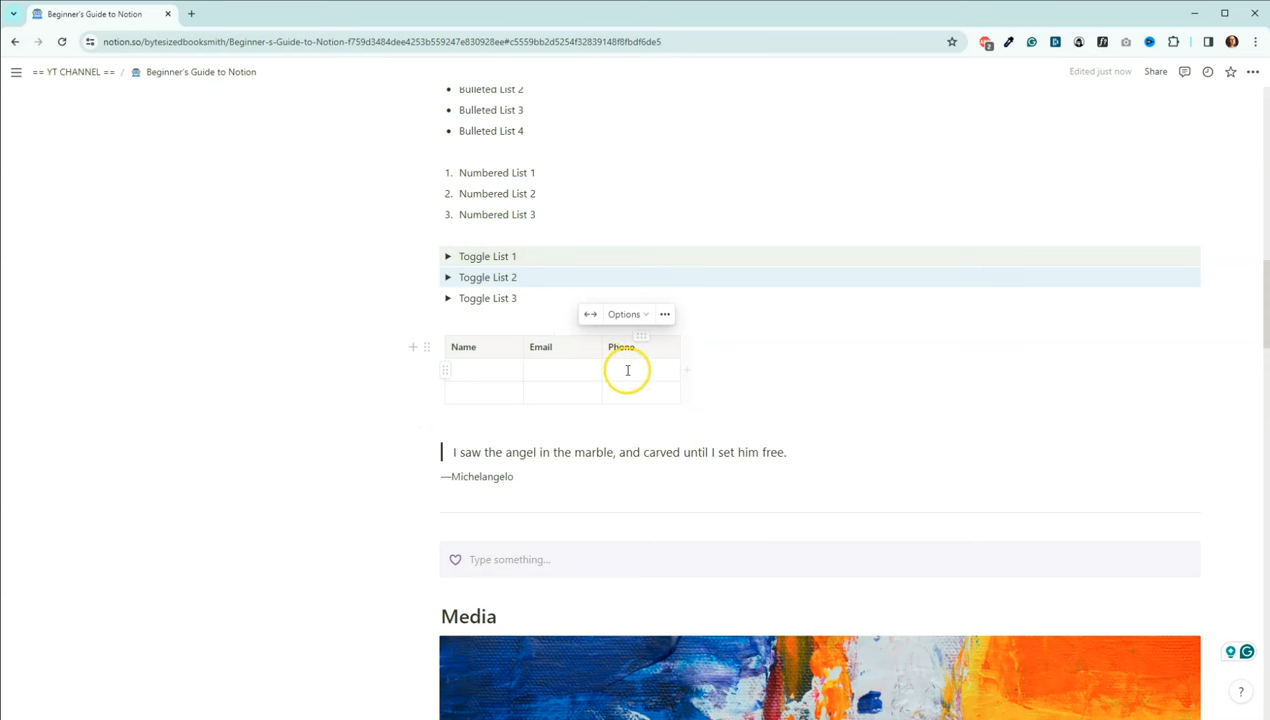 Beginner's Guide to Notion
notion.so/bytesizedbooksmith/Beginner-s-Guide-to-Notion-f759d3484dee4253b559247e830928ee#c5559bb2d5254f32839148f8fbdf6de5
2
== YT CHANNEL == / Beginner's Guide to Notion
Edited just now
Share
• Bulleted List 2
• Bulleted List 3
• Bulleted List 4
1. Numbered List 1
2. Numbered List 2
3. Numbered List 3
Toggle List 1
Toggle List 2
Toggle List 3
Options
Name Email Phone
I saw the angel in the marble, and carved until I set him free.
—Michelangelo
Type something...
Media
?